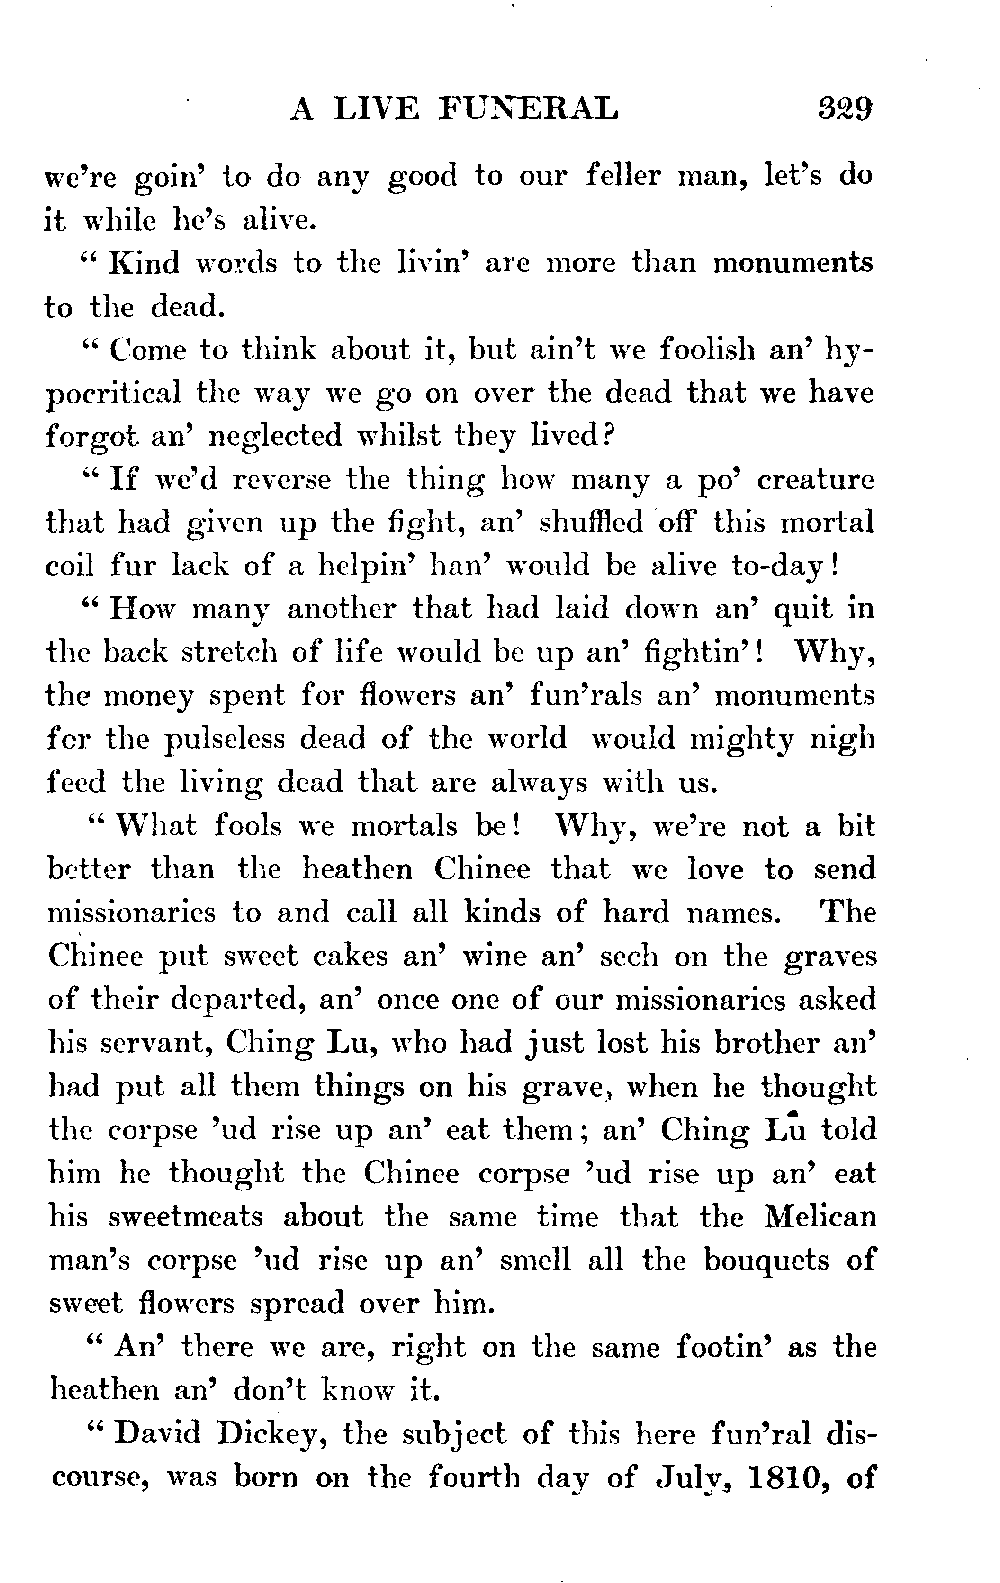 A LIVE FUNERAL 329
we're goin' to do any good to our feller man, let's do
it while he's alive.
“ Kind words to the livin' are more than monuments
to the dead.
“ Come to think about it, but ain't we foolish an' hy-
pocritical the way we go on over the dead that we have
forgot an' neglected whilst they lived?
“ If we'd reverse the thing how many a po' creature
that had given up the fight, an' shuffled off this mortal
coil fur lack of a helpin' han' would be alive to-day!
“ How many another that had laid down an' quit in
the back stretch of life would be up an' fightin'! Why,
the money spent for flowers an' fun'rals an' monuments
fer the pulseless dead of the world would mighty nigh
feed the living dead that are always with us.
“ What fools we mortals be! Why, we're not a bit
better than the heathen Chinee that we love to send
missionaries to and call all kinds of hard names. The
Chinee put sweet cakes an' wine an' sech on the graves
of their departed, an' once one of our missionaries asked
his servant, Ching Lu, who had just lost his brother an'
had put all them things on his grave, when he thought
the corpse 'ud rise up an' eat them; an' Ching Lu told
him he thought the Chinee corpse 'ud rise up an' eat
his sweetmeats about the same time that the Melican
man's corpse 'ud rise up an' smell all the bouquets of
sweet flowers spread over him.
“ An' there we are, right on the same footin' as the
heathen an' don't know it.
“ David Dickey, the subject of this here fun'ral dis-
course, was born on the fourth day of July, 1810, of